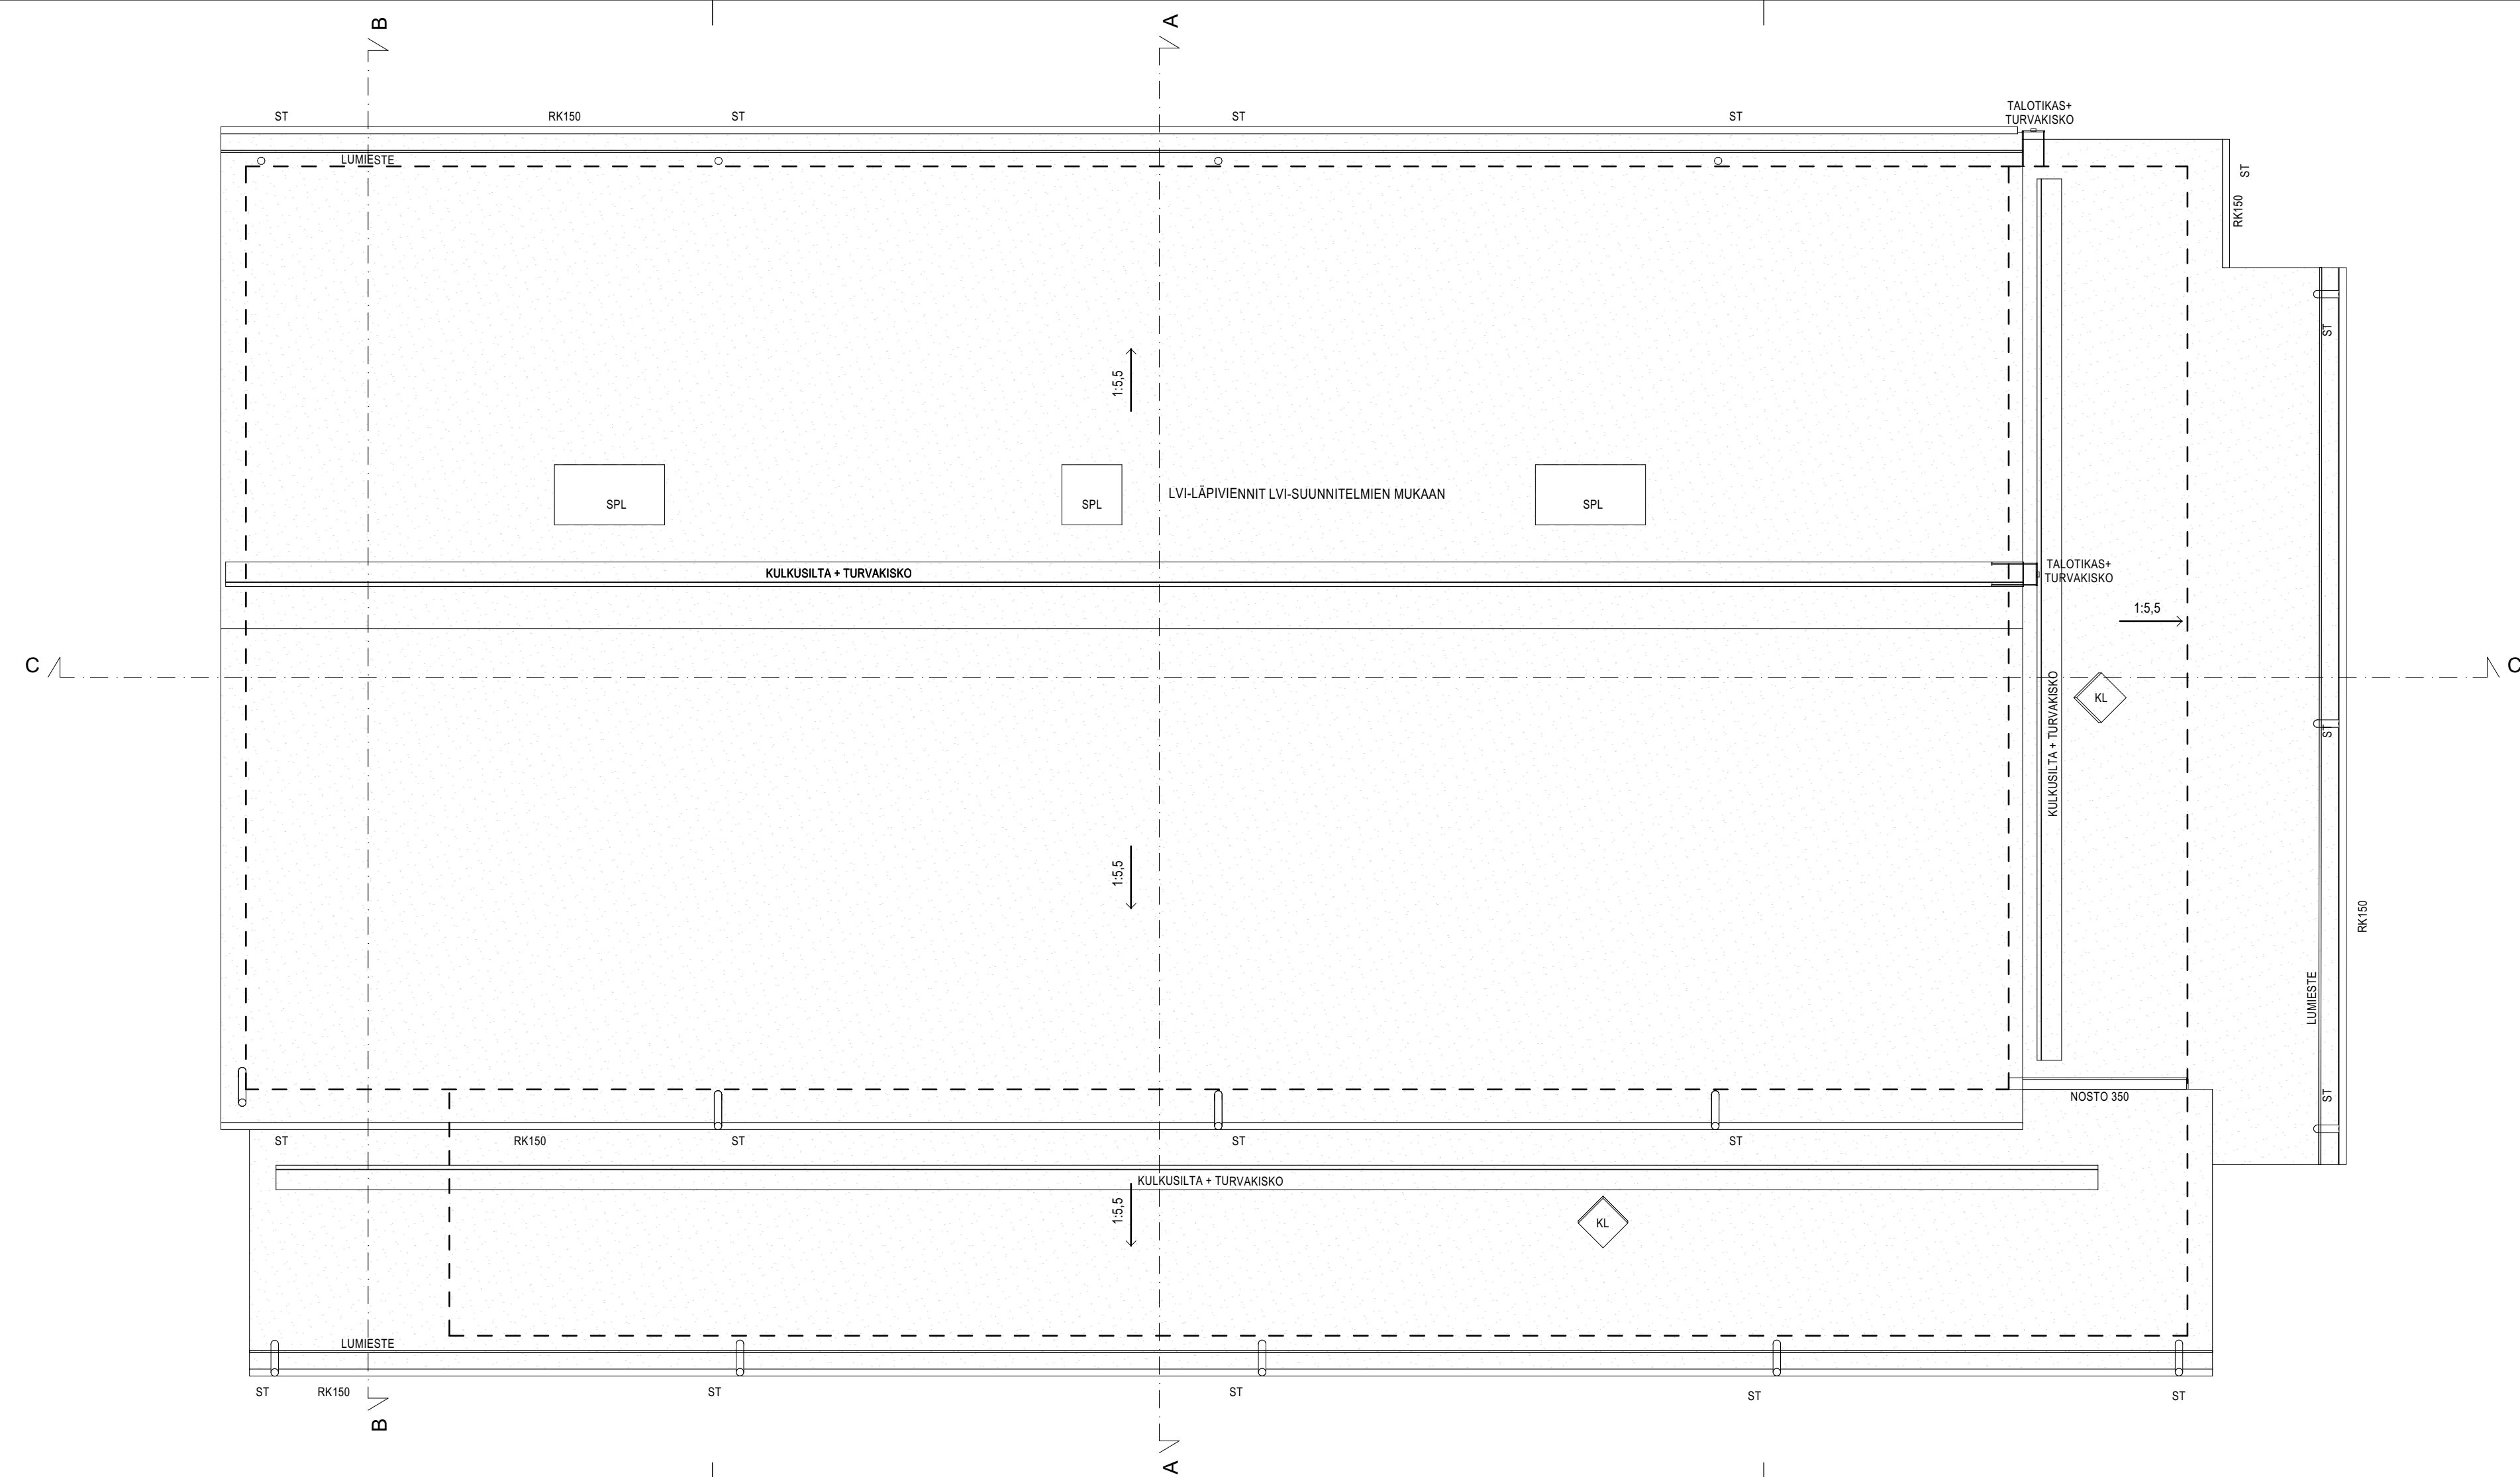 B
A
ST
RK150
ST
ST
ST
TALOTIKAS+
TURVAKISKO
LUMIESTE
ST
RK150
ST
1:5,5
SPL
SPL
LVI-LÄPIVIENNIT LVI-SUUNNITELMIEN MUKAAN
SPL
KULKUSILTA + TURVAKISKO
TALOTIKAS+
TURVAKISKO
1:5,5
C
C
KULKUSILTA + TURVAKISKO
KL
ST
1:5,5
RK150
LUMIESTE
NOSTO 350
ST
ST
RK150
ST
ST
ST
KULKUSILTA + TURVAKISKO
1:5,5
KL
LUMIESTE
ST
RK150
ST
ST
ST
ST
B
A